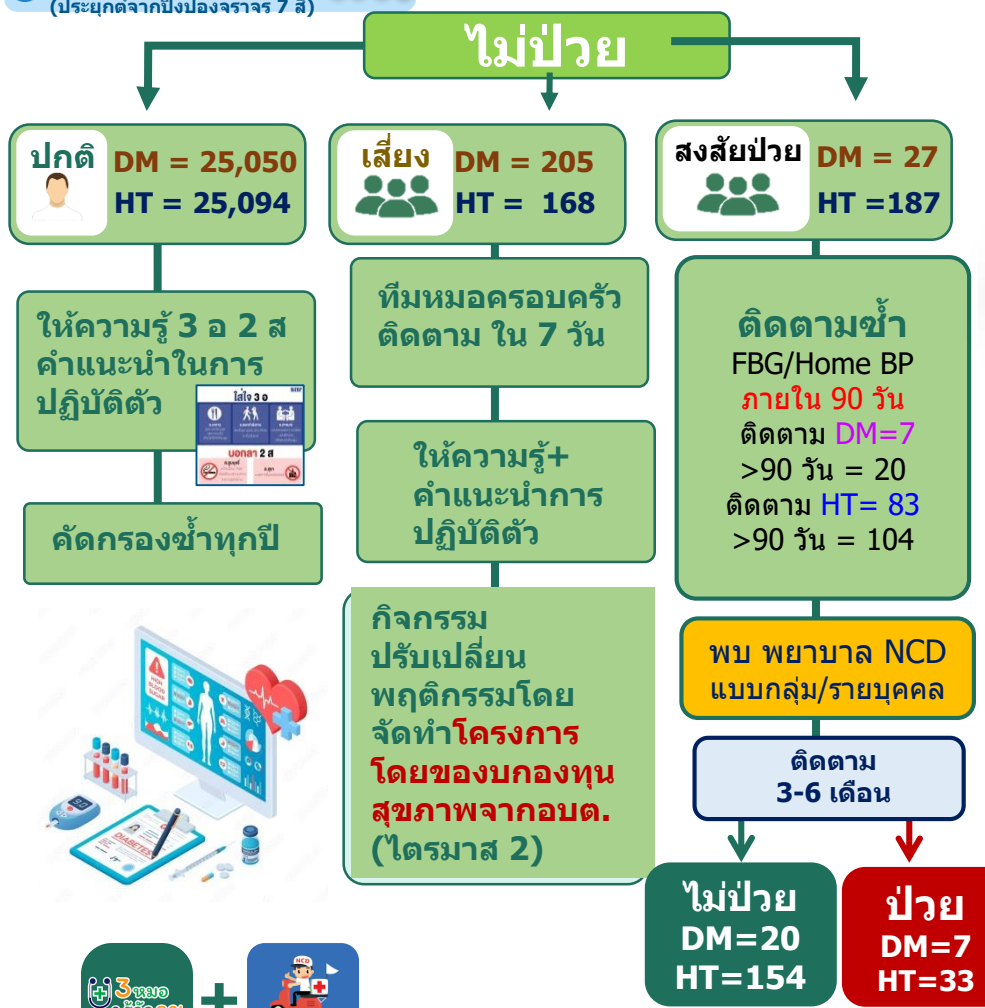 (ประยุกต์จากปิงปองจราจร 7 สี)
ไม่ป่วย
ปกติ
DM = 25,050
HT = 25,094
เสี่ยง
DM = 205
HT = 168
สงสัยป่วย
DM = 27
HT =187
ให้ความรู้ 3 อ 2 ส
คำแนะนำในการ
ปฏิบัติตัว
ใส่ใจ 3 อ
บอกลา 2 ส
คัดกรองซ้ำทุกปี
ทีมหมอครอบครัว
ติดตาม ใน 7 วัน
ให้ความรู้+
คำแนะนำการ
ปฏิบัติตัว
กิจกรรม
ปรับเปลี่ยน
พฤติกรรมโดย
จัดทำโครงการ
โดยของบกองทุน
สุขภาพจากอบต.
(ไตรมาส 2)
ติดตามซ้ำ
FBG/Home BP
ภายใน 90 วัน
ติดตาม DM=7
>90 วัน = 20
ติดตาม HT= 83
>90 วัน = 104
พบ พยาบาล NCD
แบบกลุ่ม/รายบุคคล
ติดตาม
3-6 เดือน
ไม่ป่วย
DM=20
HT=154
ป่วย
DM=7
HT=33
HIGH
BLOOD
SUGAR
DIABETES
3หมอ
NCD